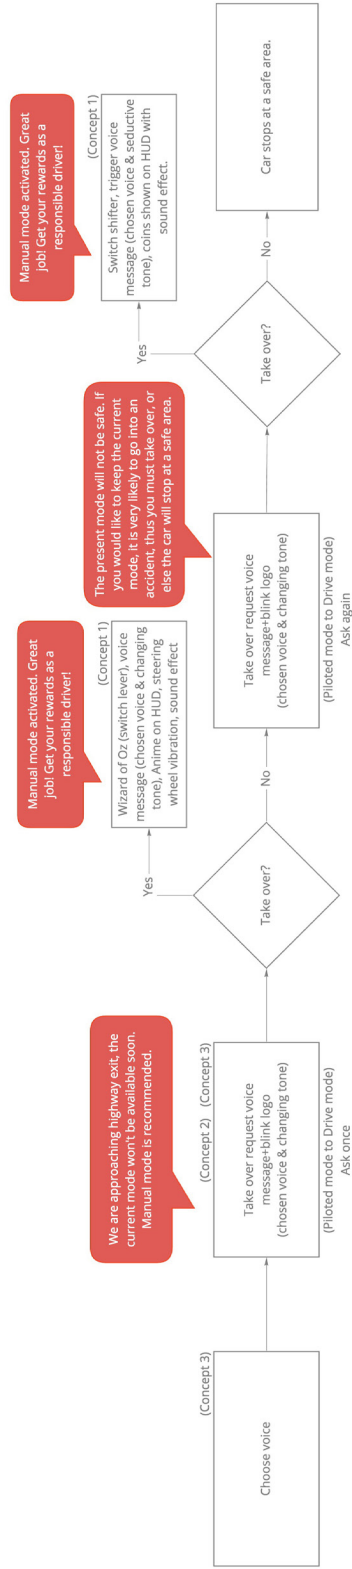 (Concept 3)
Choose voice
We are approaching highway exit, the
current mode won't be available soon.
Manual mode is recommended.
(Concept 2)   (Concept 3)
Take over request voice
message+blink logo
(chosen voice & changing tone)
(Piloted mode to Drive mode)
Ask once
Take over?
Yes
Manual mode activated. Great
job! Get your rewards as a
responsible driver!
(Concept 1)
Wizard of Oz (switch lever), voice
message (chosen voice & changing
tone), Anime on HUD, steering
wheel vibration, sound effect
No
The present mode will not be safe. If
you would like to keep the current
mode, it is very likely to go into an
accident, thus you must take over, or
else the car will stop at a safe area.
Take over request voice
message+blink logo
(chosen voice & changing tone)
(Piloted mode to Drive mode)
Ask again
Take over?
Yes
Manual mode activated. Great
job! Get your rewards as a
responsible driver!
(Concept 1)
Switch shifter, trigger voice
message (chosen voice & seductive
tone), coins shown on HUD with
sound effect.
No
Car stops at a safe area.